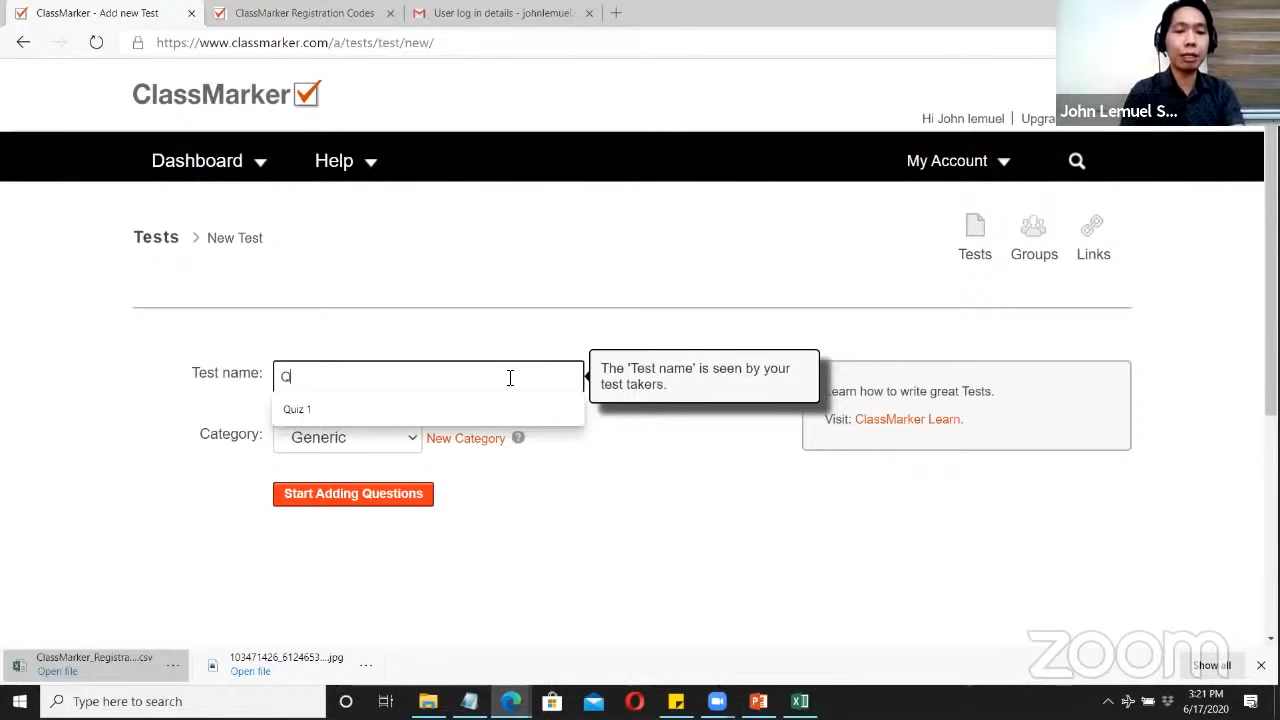 ClassMarker - Add New Test
ClassMarker Registration Codes
User log in details - johnlemuel
https://www.classmarker.com/a/tests/test/new/
ClassMarker
Hi John lemuel | Upgra
John Lemuel S...
Dashboard
Help
My Account
Tests > New Test
Tests
Groups
Links
Test name:
Q
The 'Test name' is seen by your
test takers.
Quiz 1
Learn how to write great Tests.
Visit: ClassMarker Learn.
Category:
Generic
New Category
?
Start Adding Questions
zoom
ClassMarker_Registra....csv
Open file
103471426_6124653....jpg
Open file
Show all
Type here to search
3:21 PM
6/17/2020